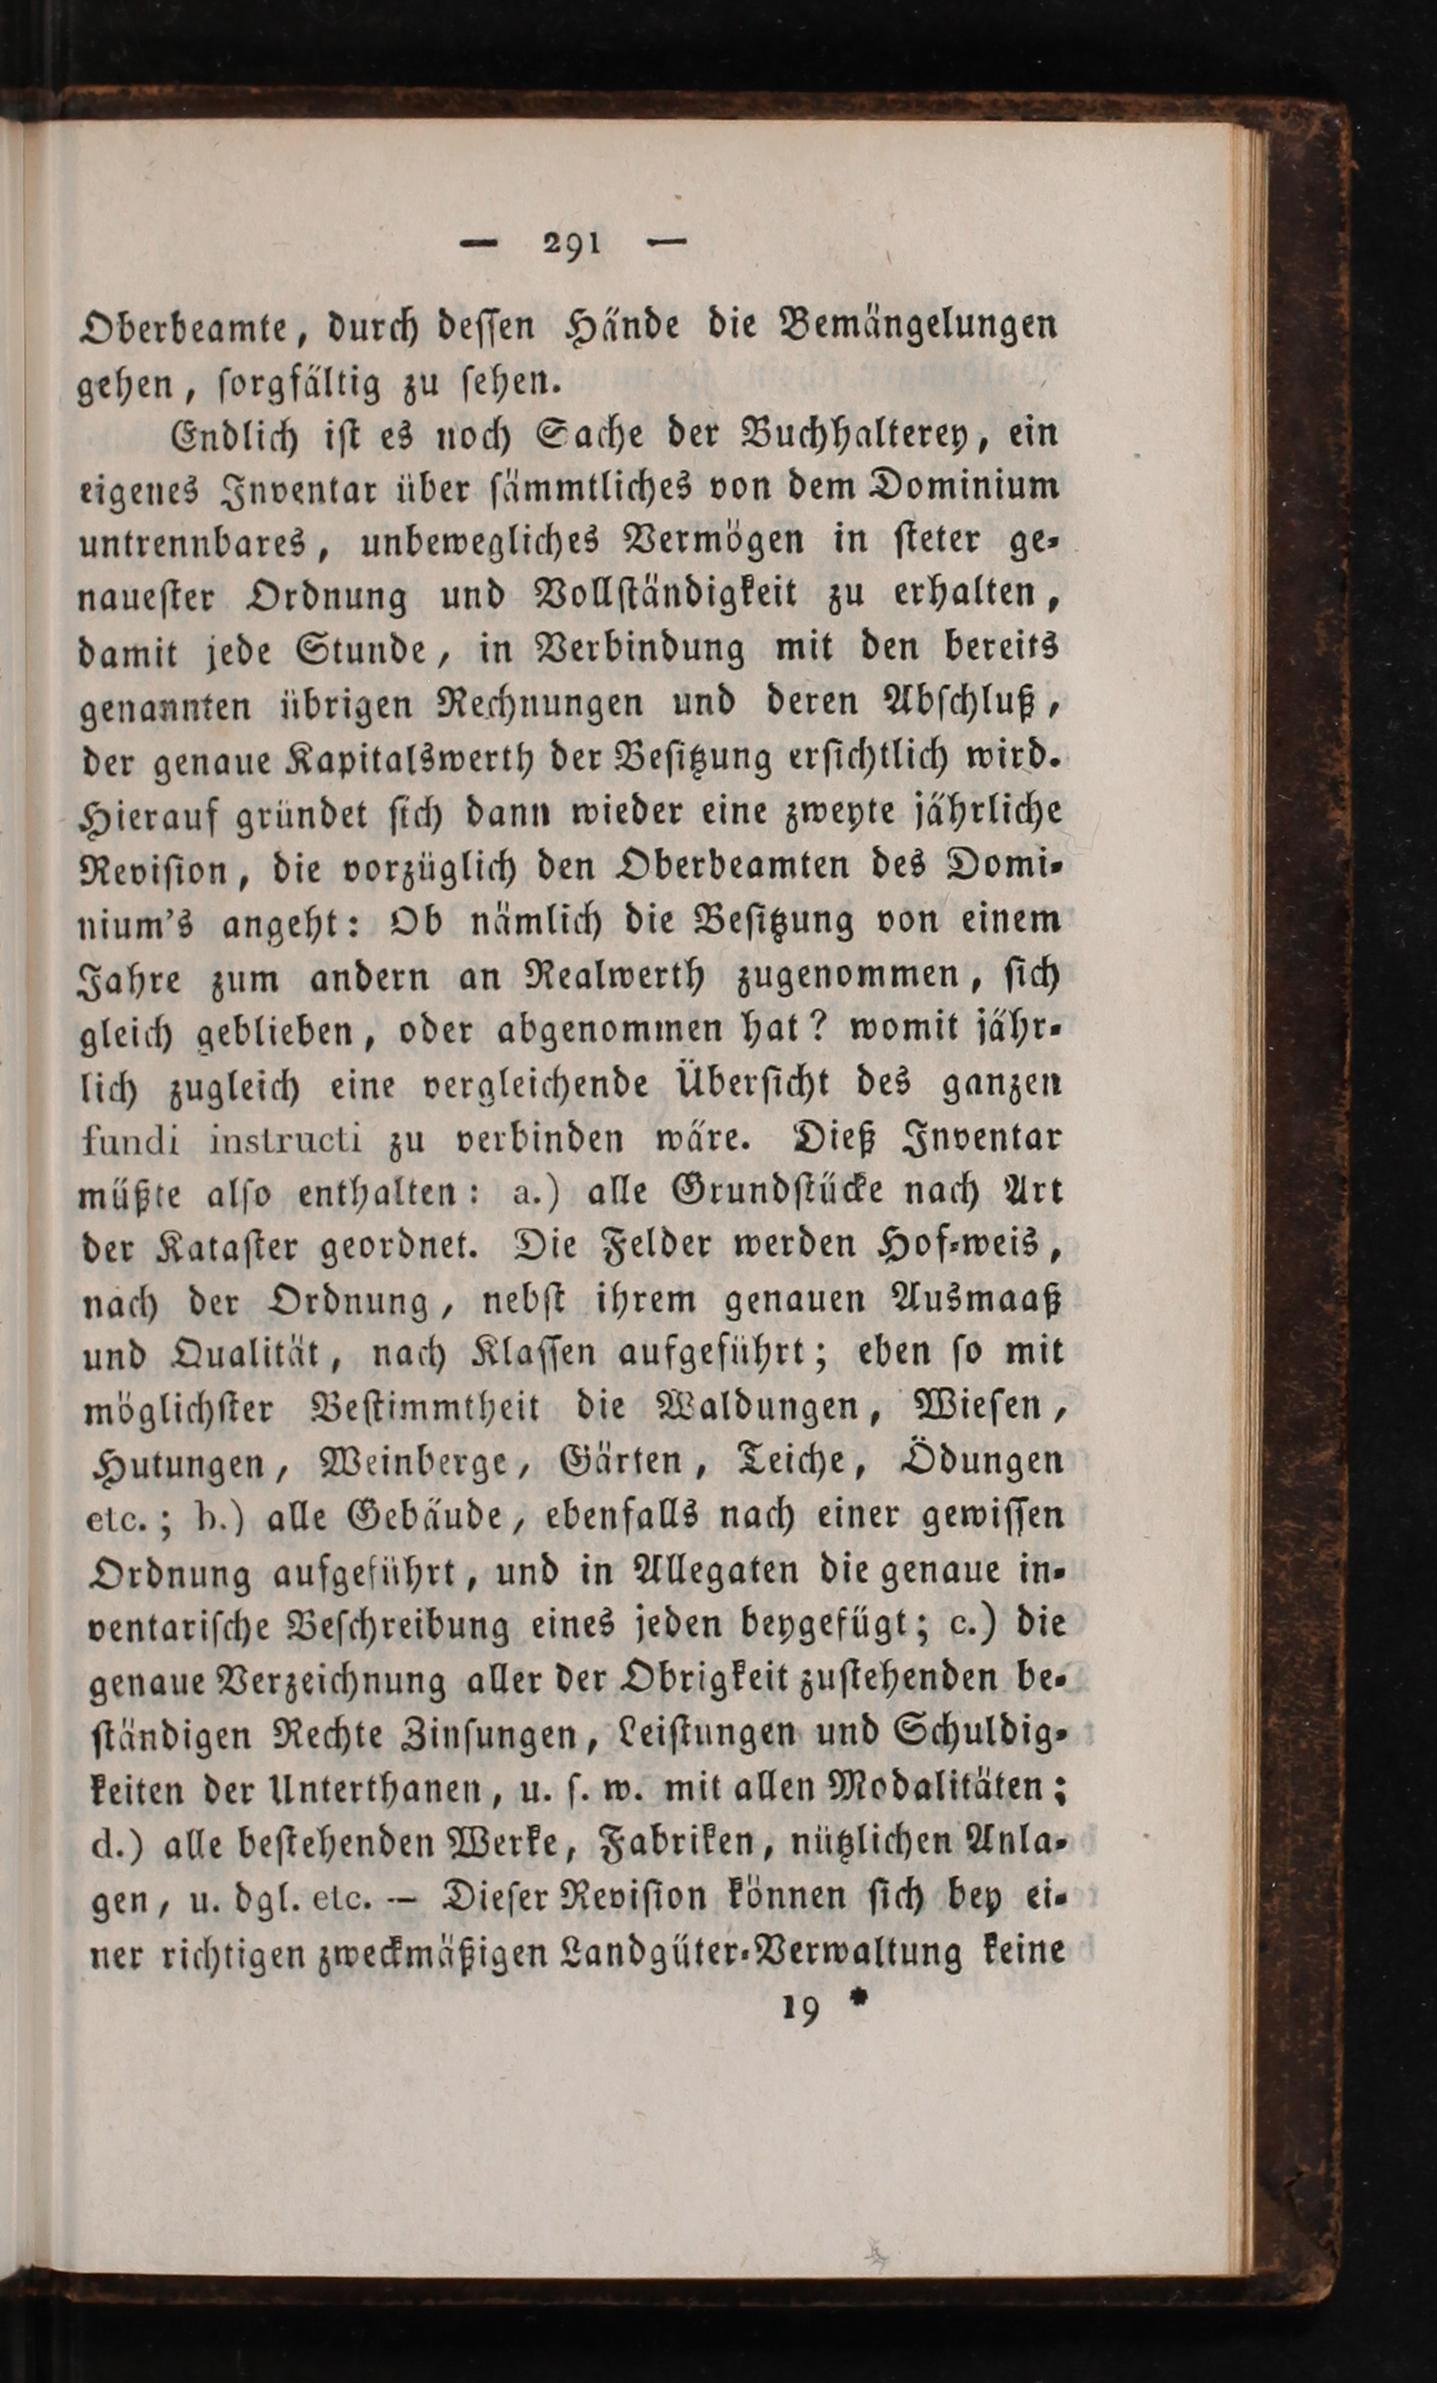 — 291 —
Oberbeamte, durch deſſen Hände die Bemängelungen
gehen, ſorgfältig zu ſehen.
Endlich iſt es noch Sache der Buchhalterey, ein
eigenes Inventar über ſämmtliches von dem Dominium
untrennbares, unbewegliches Vermögen in ſteter ge-
naueſter Ordnung und Vollſtändigkeit zu erhalten,
damit jede Stunde, in Verbindung mit den bereits
genannten übrigen Rechnungen und deren Abſchluß,
der genaue Kapitalswerth der Beſitzung erſichtlich wird.
Hierauf gründet ſich dann wieder eine zweyte jährliche
Reviſion, die vorzüglich den Oberbeamten des Domi-
nium's angeht: Ob nämlich die Beſitzung von einem
Jahre zum andern an Realwerth zugenommen, ſich
gleich geblieben, oder abgenommen hat? womit jähr-
lich zugleich eine vergleichende Überſicht des ganzen
fundi instructi zu verbinden wäre. Dieß Inventar
müßte alſo enthalten: a.) alle Grundſtücke nach Art
der Kataſter geordnet. Die Felder werden Hof-weis,
nach der Ordnung, nebſt ihrem genauen Ausmaaß
und Qualität, nach Klaſſen aufgeführt; eben ſo mit
möglichſter Beſtimmtheit die Waldungen, Wieſen,
Hutungen, Weinberge, Gärten, Teiche, Ödungen
etc.; b.) alle Gebäude, ebenfalls nach einer gewiſſen
Ordnung aufgeführt, und in Allegaten die genaue in-
ventariſche Beſchreibung eines jeden beygefügt; c.) die
genaue Verzeichnung aller der Obrigkeit zuſtehenden be-
ſtändigen Rechte Zinſungen, Leiſtungen und Schuldig-
keiten der Unterthanen, u. ſ. w. mit allen Modalitäten;
d.) alle beſtehenden Werke, Fabriken, nützlichen Anla-
gen, u. dgl. etc. — Dieſer Reviſion können ſich bey ei-
ner richtigen zweckmäßigen Landgüter-Verwaltung keine
19 *